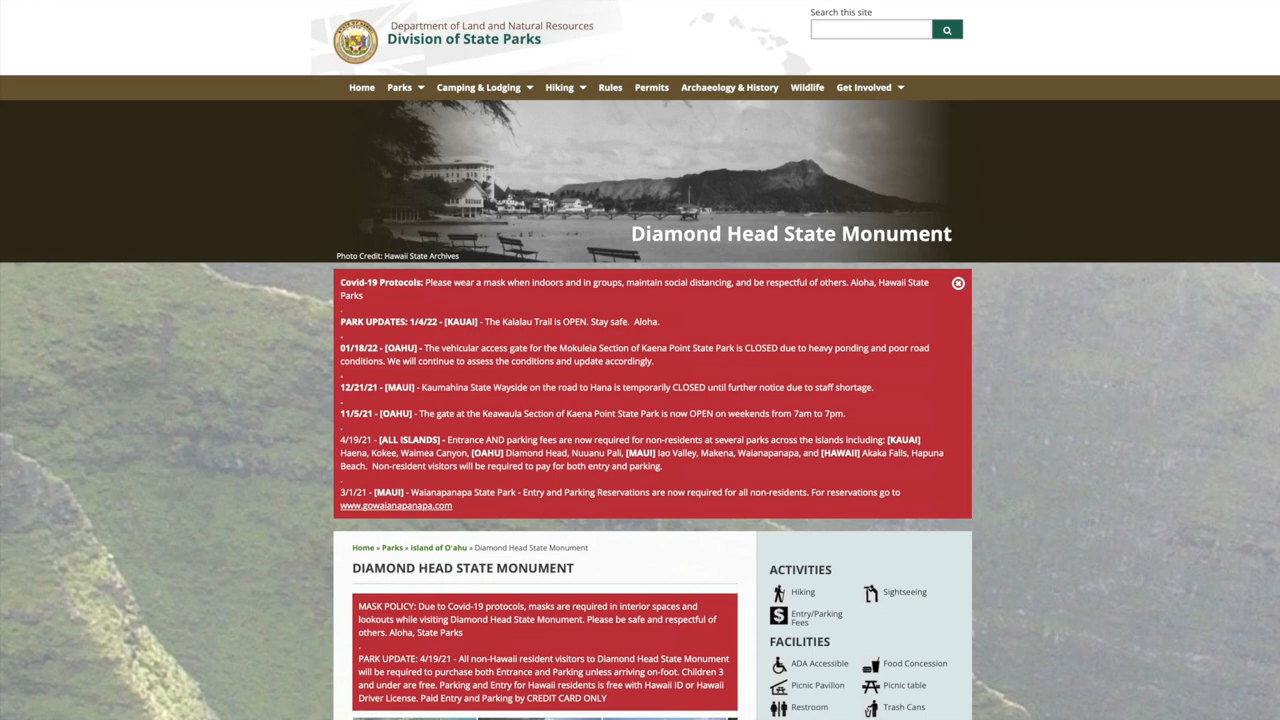 Search this site
Department of Land and Natural Resources
Division of State Parks
Home Parks Camping & Lodging Hiking Rules Permits Archaeology & History Wildlife Get Involved
Diamond Head State Monument
Photo Credit: Hawaii State Archives
Covid-19 Protocols: Please wear a mask when indoors and in groups, maintain social distancing, and be respectful of others. Aloha, Hawaii State
Parks
.
PARK UPDATES: 1/4/22 - [KAUAI] - The Kalalau Trail is OPEN. Stay safe. Aloha.
.
01/18/22 - [OAHU] - The vehicular access gate for the Mokuleia Section of Kaena Point State Park is CLOSED due to heavy ponding and poor road
conditions. We will continue to assess the conditions and update accordingly.
.
12/21/21 - [MAUI] - Kaumahina State Wayside on the road to Hana is temporarily CLOSED until further notice due to staff shortage.
.
11/5/21 - [OAHU] - The gate at the Keawaula Section of Kaena Point State Park is now OPEN on weekends from 7am to 7pm.
.
4/19/21 - [ALL ISLANDS] - Entrance AND parking fees are now required for non-residents at several parks across the islands including: [KAUAI]
Haena, Kokee, Waimea Canyon, [OAHU] Diamond Head, Nuuanu Pali, [MAUI] Iao Valley, Makena, Waianapanapa, and [HAWAII] Akaka Falls, Hapuna
Beach. Non-resident visitors will be required to pay for both entry and parking.
.
3/1/21 - [MAUI] - Waianapanapa State Park - Entry and Parking Reservations are now required for all non-residents. For reservations go to
www.gowaianapanapa.com
Home » Parks » Island of O'ahu » Diamond Head State Monument
DIAMOND HEAD STATE MONUMENT
MASK POLICY: Due to Covid-19 protocols, masks are required in interior spaces and
lookouts while visiting Diamond Head State Monument. Please be safe and respectful of
others. Aloha, State Parks
.
PARK UPDATE: 4/19/21 - All non-Hawaii resident visitors to Diamond Head State Monument
will be required to purchase both Entrance and Parking unless arriving on-foot. Children 3
and under are free. Parking and Entry for Hawaii residents is free with Hawaii ID or Hawaii
Driver License. Paid Entry and Parking by CREDIT CARD ONLY
ACTIVITIES
Hiking Sightseeing
Entry/Parking
Fees
FACILITIES
ADA Accessible Food Concession
Picnic Pavilion Picnic table
Restroom Trash Cans